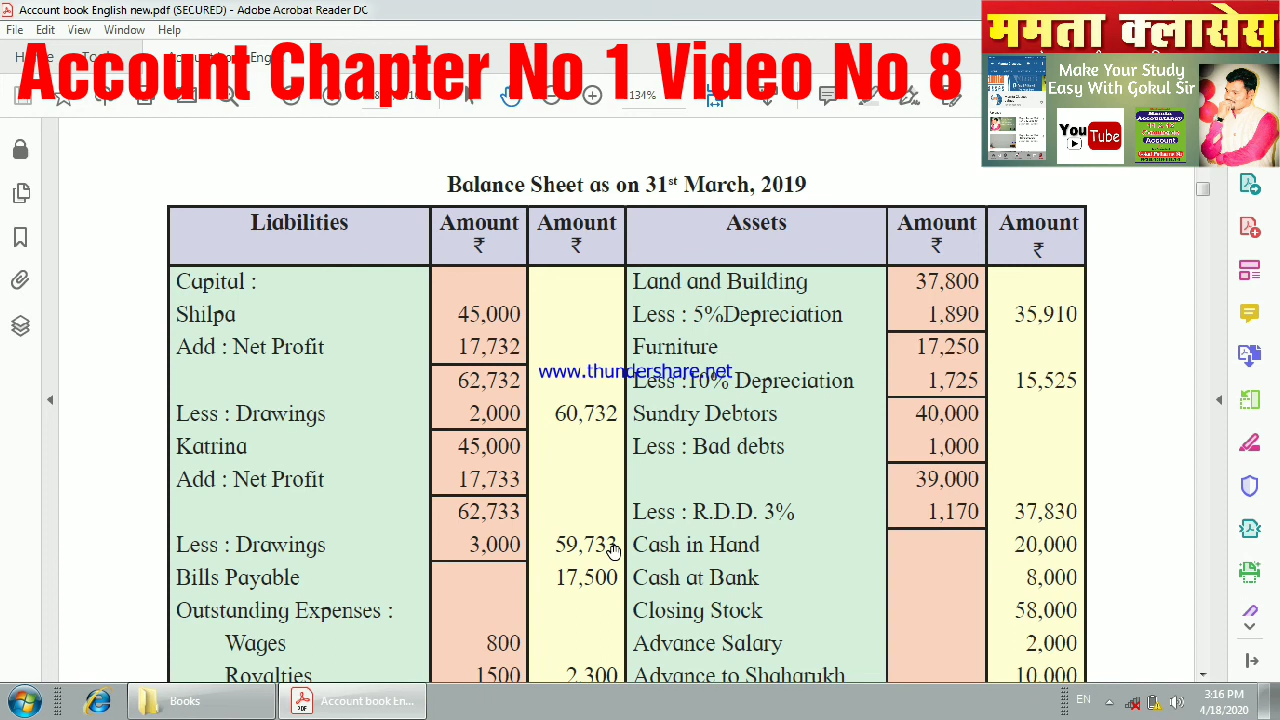 Account book English new.pdf (SECURED) - Adobe Acrobat Reader DC
File Edit View Window Help
Account Chapter No 1 Video No 8
134%
ममता क्लासेस
Make Your Study
Easy With Gokul Sir
You Tube
Account
Balance Sheet as on 31st March, 2019
Liabilities Amount ₹ Amount ₹ Assets Amount ₹ Amount ₹
Capital : Land and Building 37,800
Shilpa 45,000 Less : 5%Depreciation 1,890 35,910
Add : Net Profit 17,732 Furniture 17,250
www.thundershare.net
62,732 Less :10% Depreciation 1,725 15,525
Less : Drawings 2,000 60,732 Sundry Debtors 40,000
Katrina 45,000 Less : Bad debts 1,000
Add : Net Profit 17,733 39,000
62,733 Less : R.D.D. 3% 1,170 37,830
Less : Drawings 3,000 59,733 Cash in Hand 20,000
Bills Payable 17,500 Cash at Bank 8,000
Outstanding Expenses : Closing Stock 58,000
Wages 800 Advance Salary 2,000
Royalties 1500 2,300 Advance to Shaharukh 10,000
Books
Account book En...
EN
3:16 PM
4/18/2020